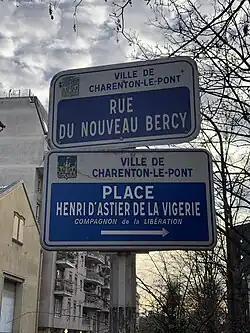 VILLE DE
CHARENTON-LE-PONT
RUE
DU NOUVEAU BERCY
VILLE DE
CHARENTON-LE-PONT
PLACE
HENRI D'ASTIER DE LA VIGERIE
COMPAGNON de la LIBÉRATION